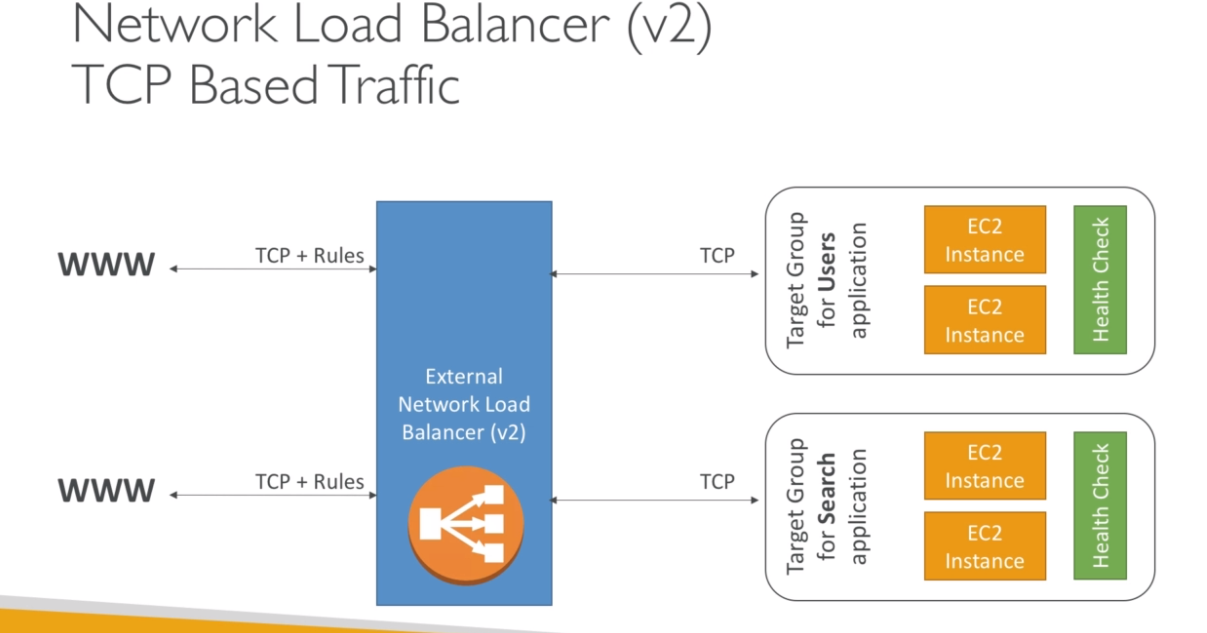 Network Load Balancer (v2)
TCP Based Traffic
WWW
TCP + Rules
External
Network Load
Balancer (v2)
TCP
Target Group
for Users
application
EC2
Instance
EC2
Instance
Health Check
WWW
TCP + Rules
TCP
Target Group
for Search
application
EC2
Instance
EC2
Instance
Health Check